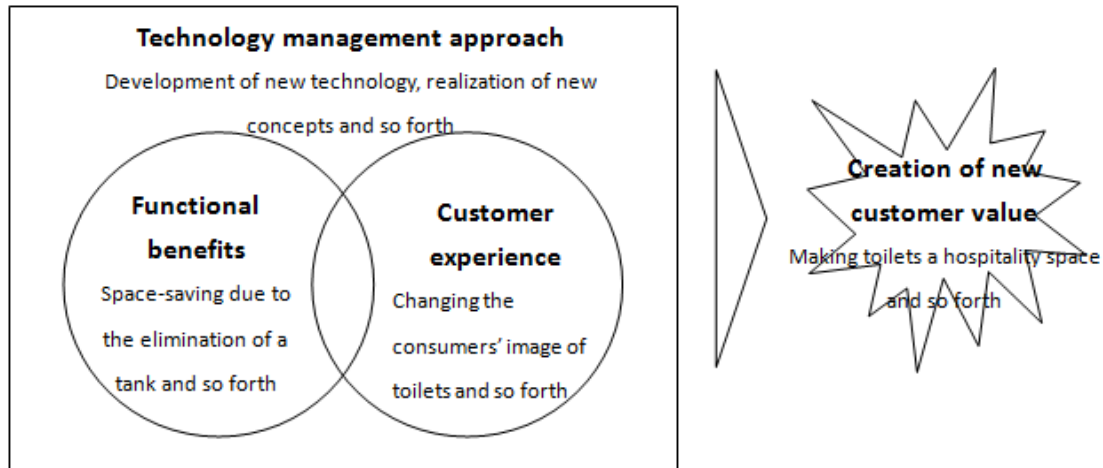 Technology management approach
Development of new technology, realization of new
concepts and so forth
Functional
benefits
Space-saving due to
the elimination of a
tank and so forth
Customer
experience
Changing the
consumers’ image of
toilets and so forth
Creation of new
customer value
Making toilets a hospitality space
and so forth